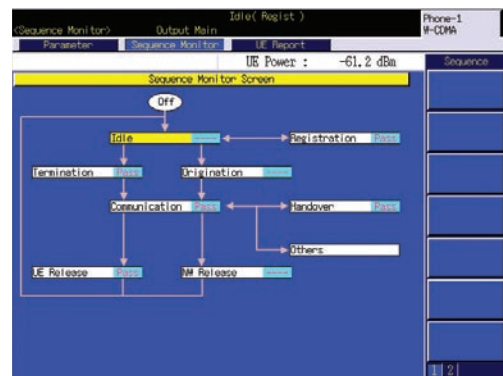 Idle( Regist )
<Sequence Monitor> Output Main
Phone-1
W-CDMA
Parameter Sequence Monitor UE Report
UE Power : -61.2 dBm
Sequence
Sequence Monitor Screen
Off
Idle ---- Registration Pass
Termination Pass Origination ----
Communication Pass Handover Pass
Others
UE Release Pass NW Release ----
1 2